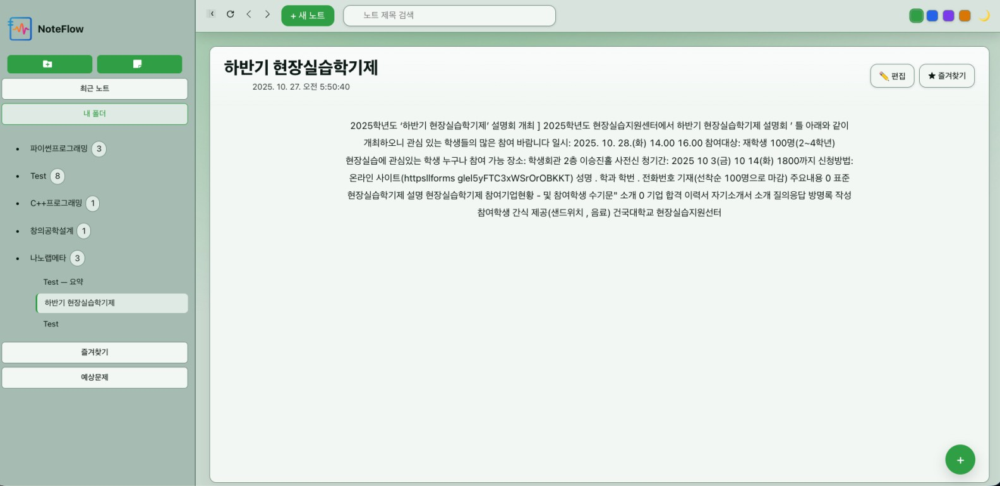 NoteFlow
+ 새 노트
노트 제목 검색
최근 노트
내 폴더
파이썬프로그래밍 3
Test 8
C++프로그래밍 1
창의공학설계 1
나노랩메타 3
Test — 요약
하반기 현장실습학기제
Test
즐겨찾기
예상문제
하반기 현장실습학기제
2025. 10. 27. 오전 5:50:40
편집
★ 즐겨찾기
2025학년도 ‘하반기 현장실습학기제’ 설명회 개최 ] 2025학년도 현장실습지원센터에서 하반기 현장실습학기제 설명회 ’ 틀 아래와 같이
개최하오니 관심 있는 학생들의 많은 참여 바람니다 일시: 2025. 10. 28.(화) 14.00 16.00 참여대상: 재학생 100명(2~4학년)
현장실습에 관심있는 학생 누구나 참여 가능 장소: 학생회관 2층 이승진홀 사전신 청기간: 2025 10 3(금) 10 14(화) 1800까지 신청방법:
온라인 사이트(httpsllforms glel5yFTC3xWSrOrOBKKT) 성명 . 학과 학번 . 전화번호 기재(선착순 100명으로 마감) 주요내용 0 표준
현장실습학기제 설명 현장실습학기제 참여기업현황 - 및 참여학생 수기문" 소개 0 기업 합격 이력서 자기소개서 소개 질의응답 방명록 작성
참여학생 간식 제공(샌드위치 , 음료) 건국대학교 현장실습지원선터
+